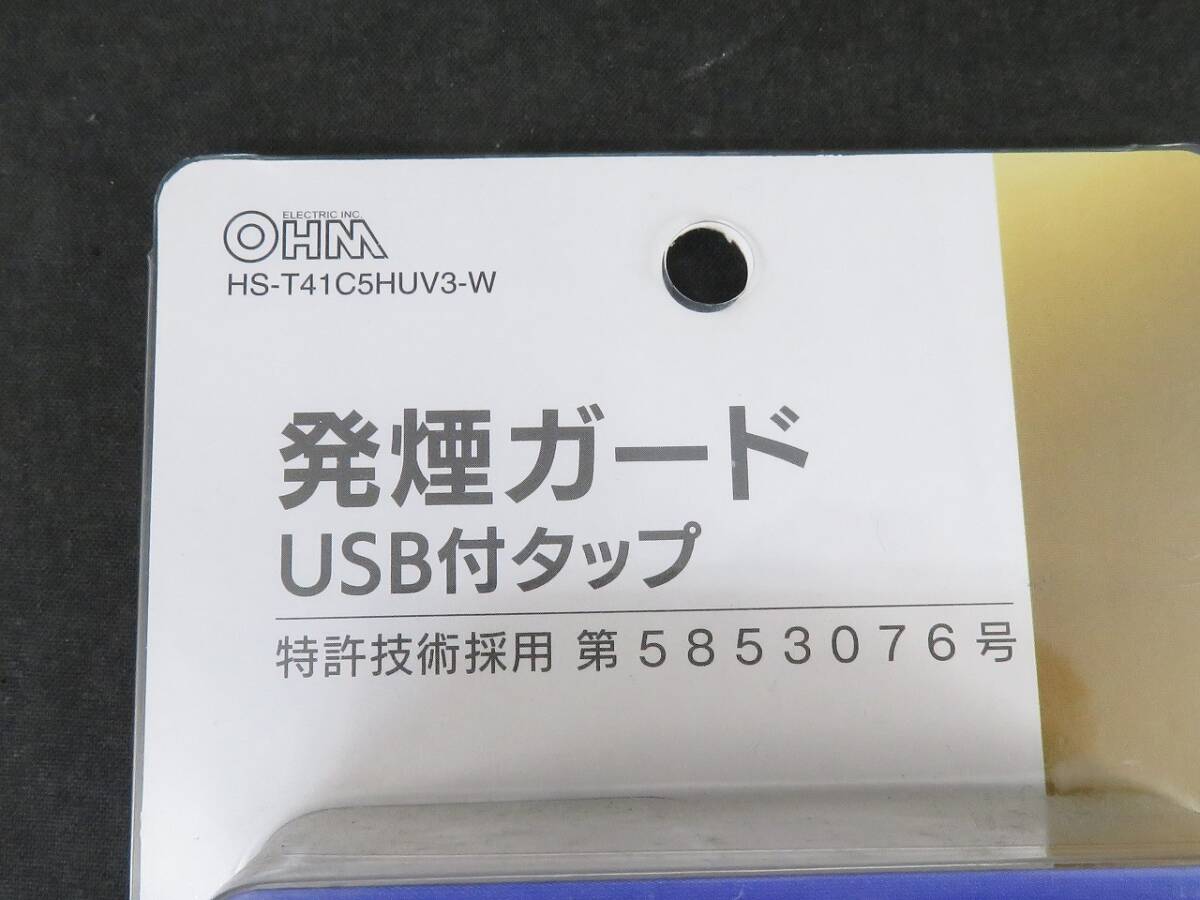 ELECTRIC INC.
OHM
HS-T41C5HUV3-W
発煙ガード
USB付タップ
特許技術採用 第5853076号